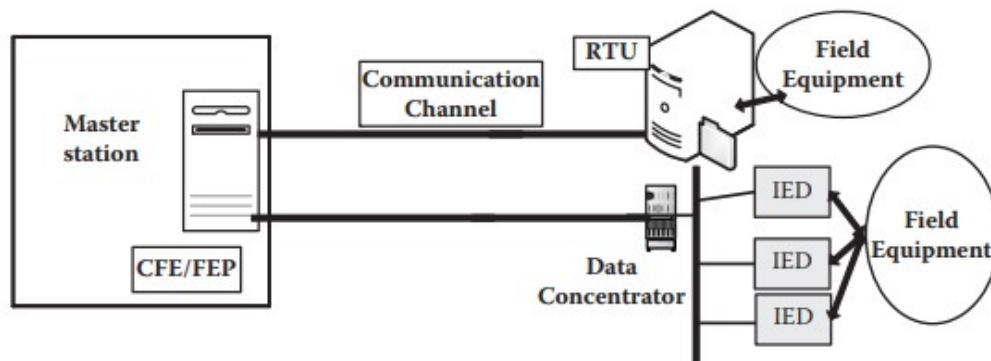 RTU
Field
Equipment
Communication
Channel
Master
station
IED
Field
Equipment
IED
CFE/FEP
Data
Concentrator
IED